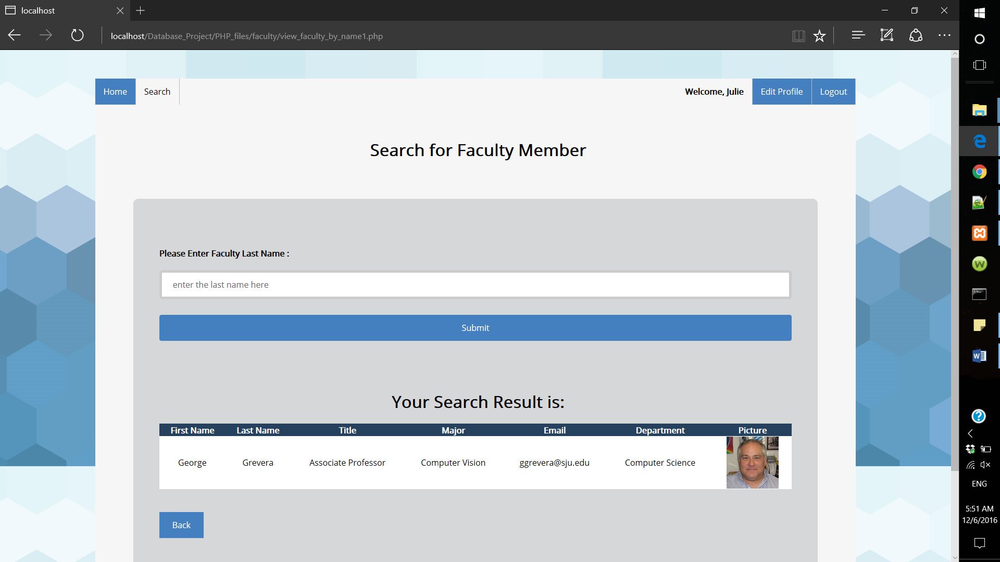 localhost
localhost/Database_Project/PHP_files/faculty/view_faculty_by_name1.php
Home Search Welcome, Julie Edit Profile Logout
Search for Faculty Member
Please Enter Faculty Last Name :
enter the last name here
Submit
Your Search Result is:
First Name Last Name Title Major Email Department Picture
George Grevera Associate Professor Computer Vision ggrevera@sju.edu Computer Science
Back
ENG
5:51 AM
12/6/2016